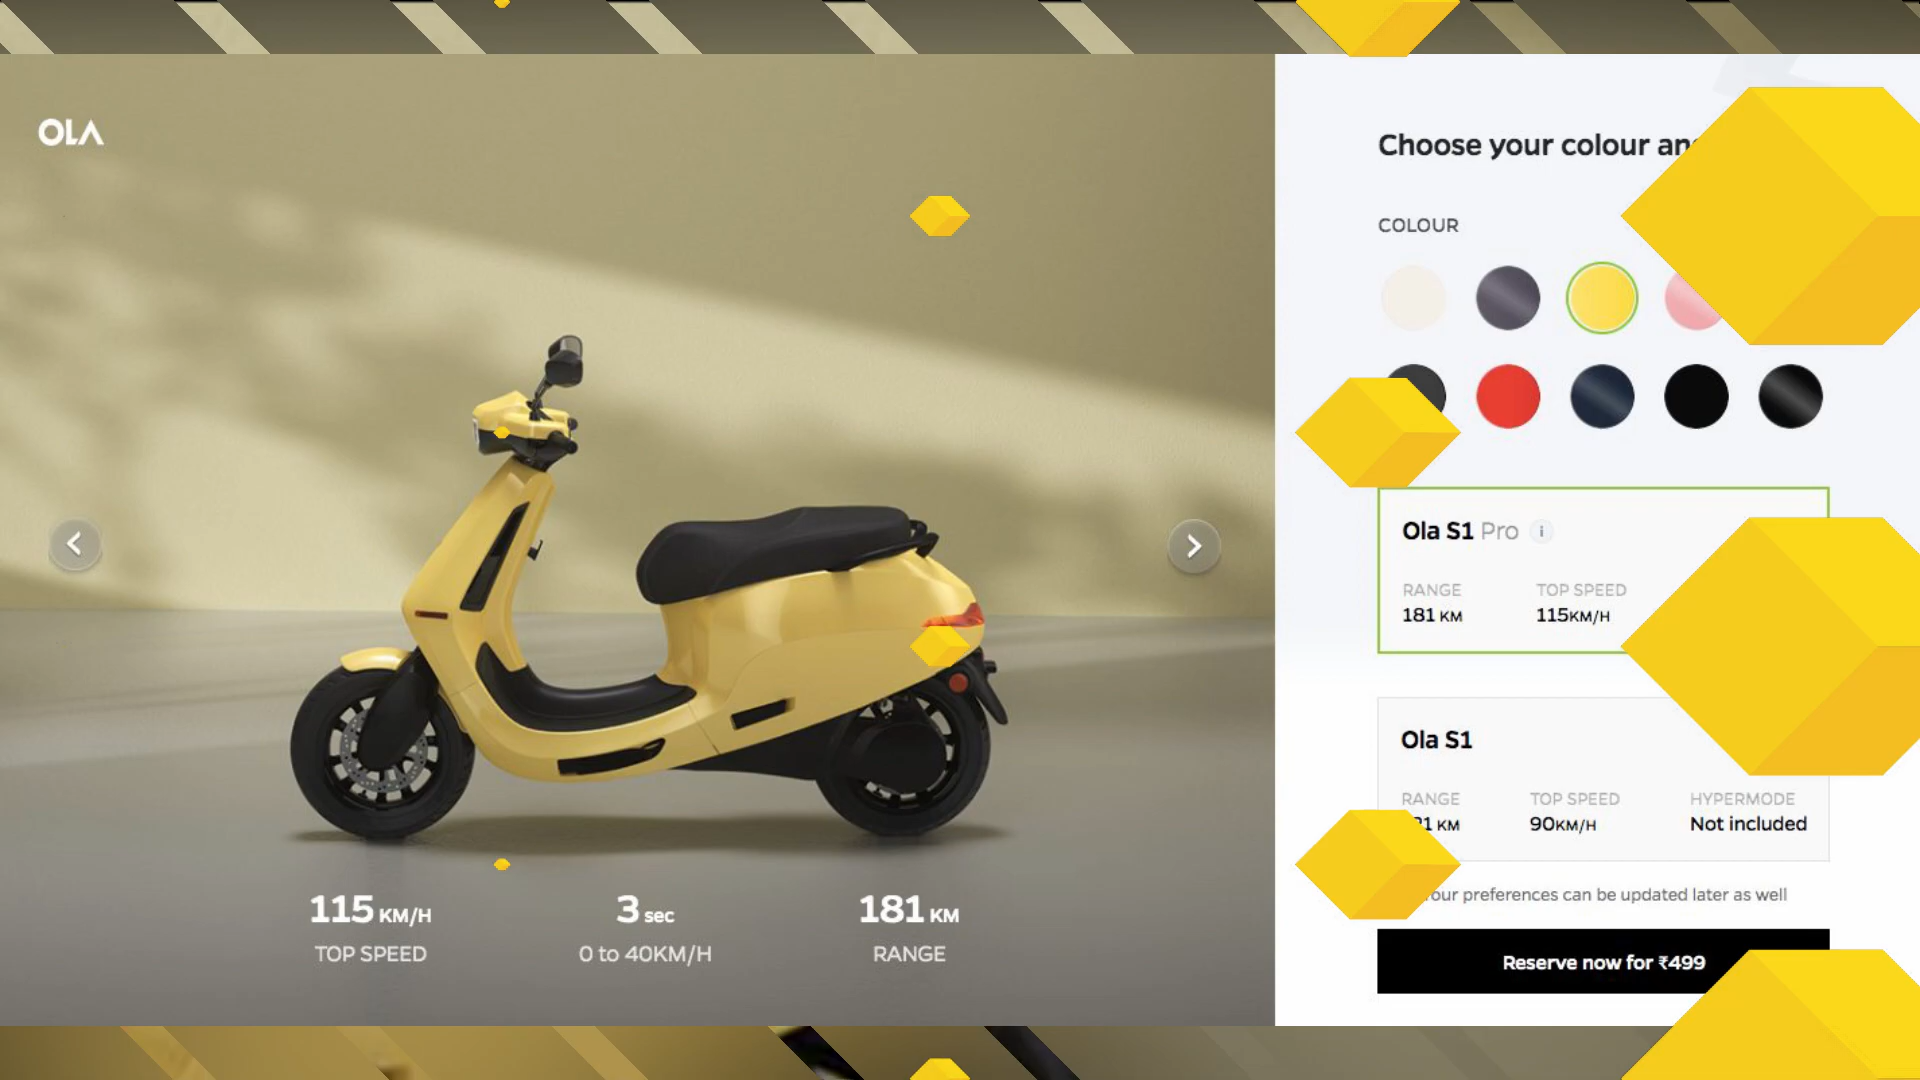 OLA
Choose your colour
COLOUR
Ola S1 Pro i
RANGE TOP SPEED
181 KM 115KM/H
Ola S1
RANGE TOP SPEED HYPERMODE
KM 90KM/H Not included
preferences can be updated later as well
Reserve now for ₹499
115 KM/H 3 sec 181 KM
TOP SPEED 0 to 40KM/H RANGE